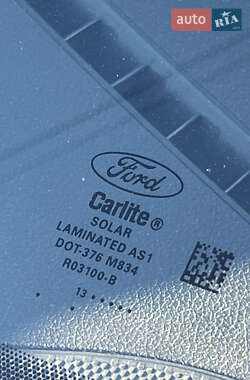 auto RIA
Ford
Carlite®
SOLAR
LAMINATED AS1
DOT-376 M834
R03100-B
13